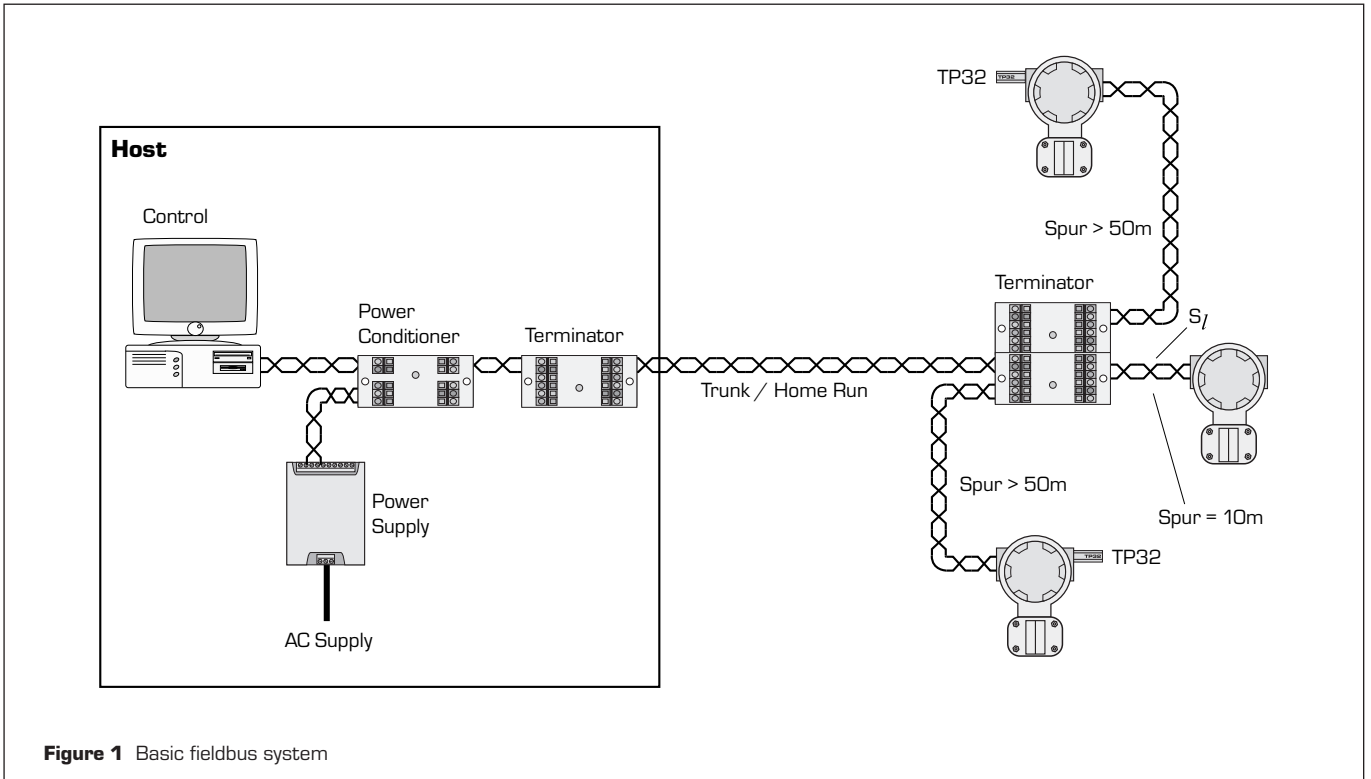 Host
Control
Power
Conditioner
Terminator
Power
Supply
AC Supply
Trunk / Home Run
TP32
TP32
Spur > 50m
Terminator
Sl
Spur = 10m
Spur > 50m
TP32
TP32
Figure 1 Basic fieldbus system